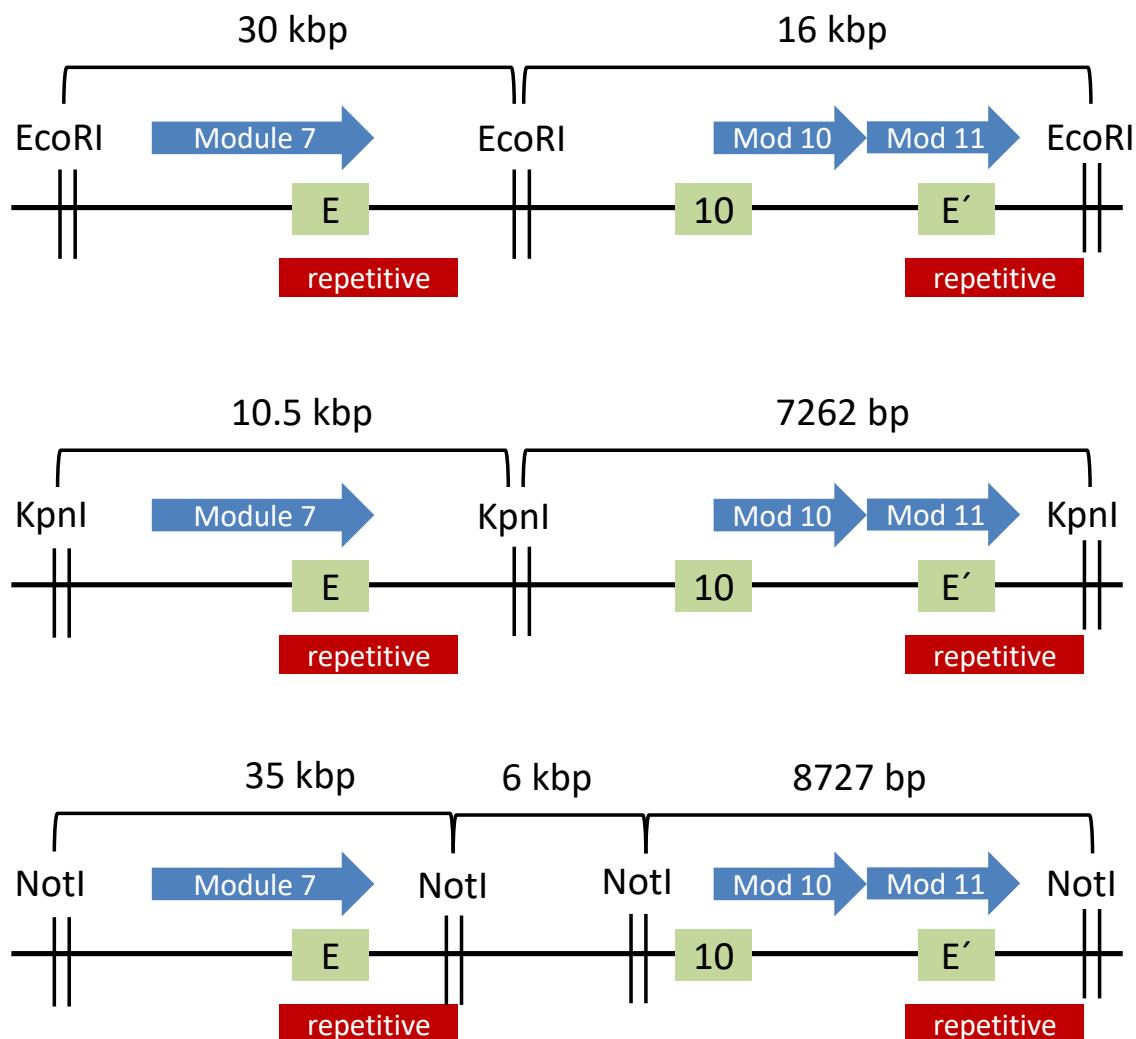 30 kbp 16 kbp
EcoRI Module 7 EcoRI Mod 10 Mod 11 EcoRI
E 10 E´
repetitive repetitive
10.5 kbp 7262 bp
KpnI Module 7 KpnI Mod 10 Mod 11 KpnI
E 10 E´
repetitive repetitive
35 kbp 6 kbp 8727 bp
NotI Module 7 NotI NotI Mod 10 Mod 11 NotI
E 10 E´
repetitive repetitive